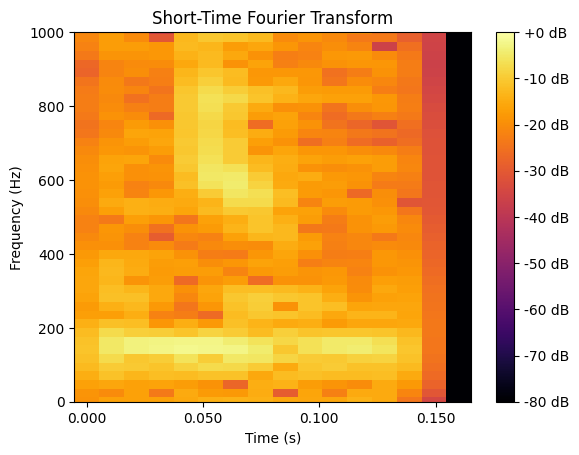 Short-Time Fourier Transform
1000
800
600
400
200
0
Frequency (Hz)
0.000
0.050
0.100
0.150
Time (s)
+0 dB
-10 dB
-20 dB
-30 dB
-40 dB
-50 dB
-60 dB
-70 dB
-80 dB